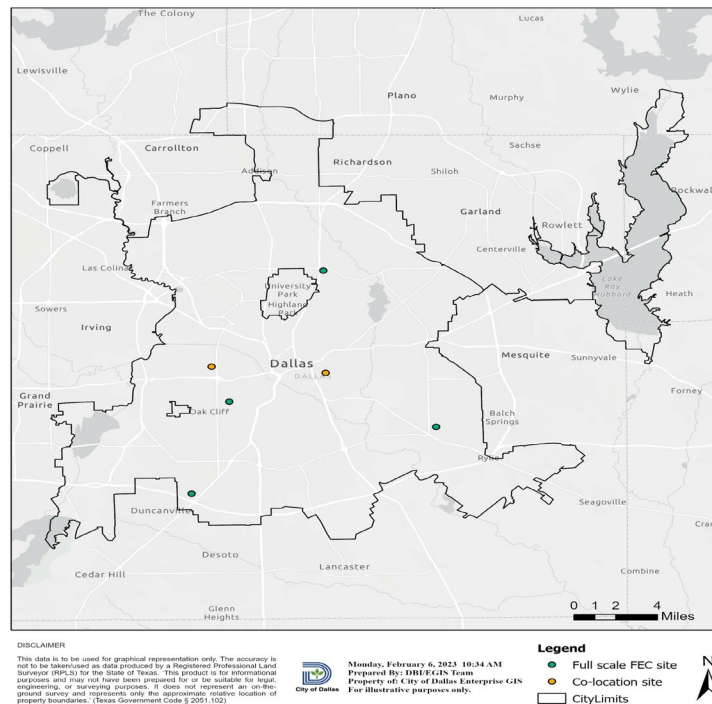 The Colony
Lucas
Lewisville
Plano
Murphy
Wylie
Coppell
Carrollton
Sachse
Addison
Richardson
Shiloh
Rockwal
Farmers
Branch
Garland
Rowlett
Centerville
Las Colina
University
Park
Highland
Park
Lake
Ray
Hubbard
Heath
Sowers
Irving
Dallas
DALLAS
Mesquite
Sunnyvale
Grand
Prairie
Forney
Oak Cliff
Balch
Springs
Rylie
Duncanville
Seagoville
Cran
Desoto
Lancaster
Cedar Hill
Combine
Glenn
Heights
0 1 2 4
Miles
DISCLAIMER
This data is to be used for graphical representation only. The accuracy is
not to be taken/used as data produced by a Registered Professional Land
Surveyor (RPLS) for the State of Texas. 'This product is for informational
purposes and may not have been prepared for or be suitable for legal,
engineering, or surveying purposes. It does not represent an on-the-
ground survey and represents only the approximate relative location of
property boundaries.' (Texas Government Code § 2051.102)
City of Dallas
Monday, February 6, 2023 10:34 AM
Prepared By: DBI/EGIS Team
Property of: City of Dallas Enterprise GIS
For illustrative purposes only.
Legend
Full scale FEC site
Co-location site
CityLimits
N